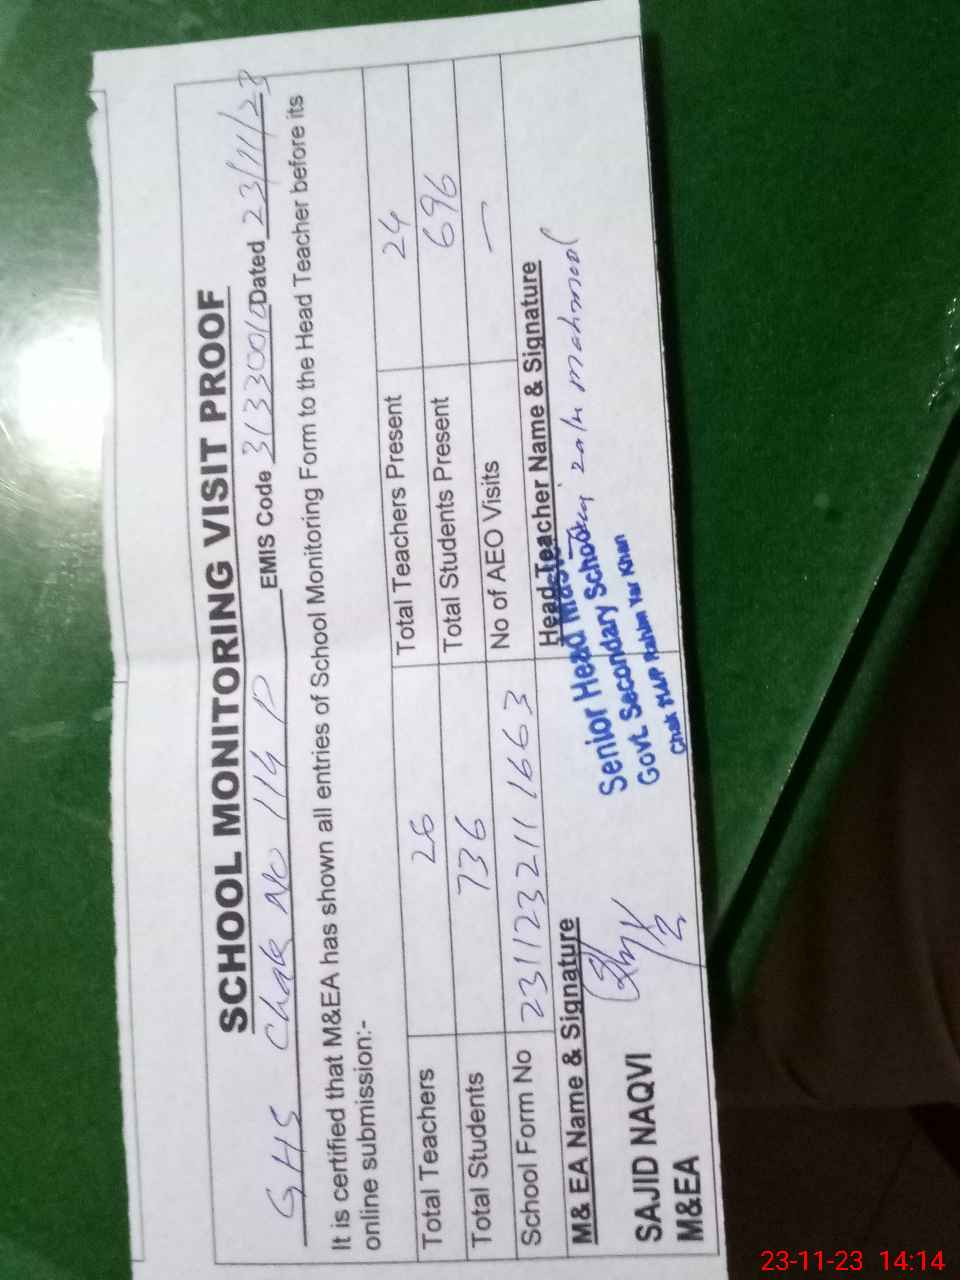 SCHOOL MONITORING VISIT PROOF
GHS Chak No 114 P EMIS Code 31330010 Dated 23/11/23
It is certified that M&EA has shown all entries of School Monitoring Form to the Head Teacher before its
online submission:-
Total Teachers 26 Total Teachers Present 24
Total Students 736 Total Students Present 696
School Form No 2311232111663 No of AEO Visits —
M& EA Name & Signature Head Teacher Name & Signature
Mahmood
Senior Head Master
Govt. Secondary School
Chak Rahim Yar Khan
SAJID NAQVI
M&EA
23-11-23 14:14